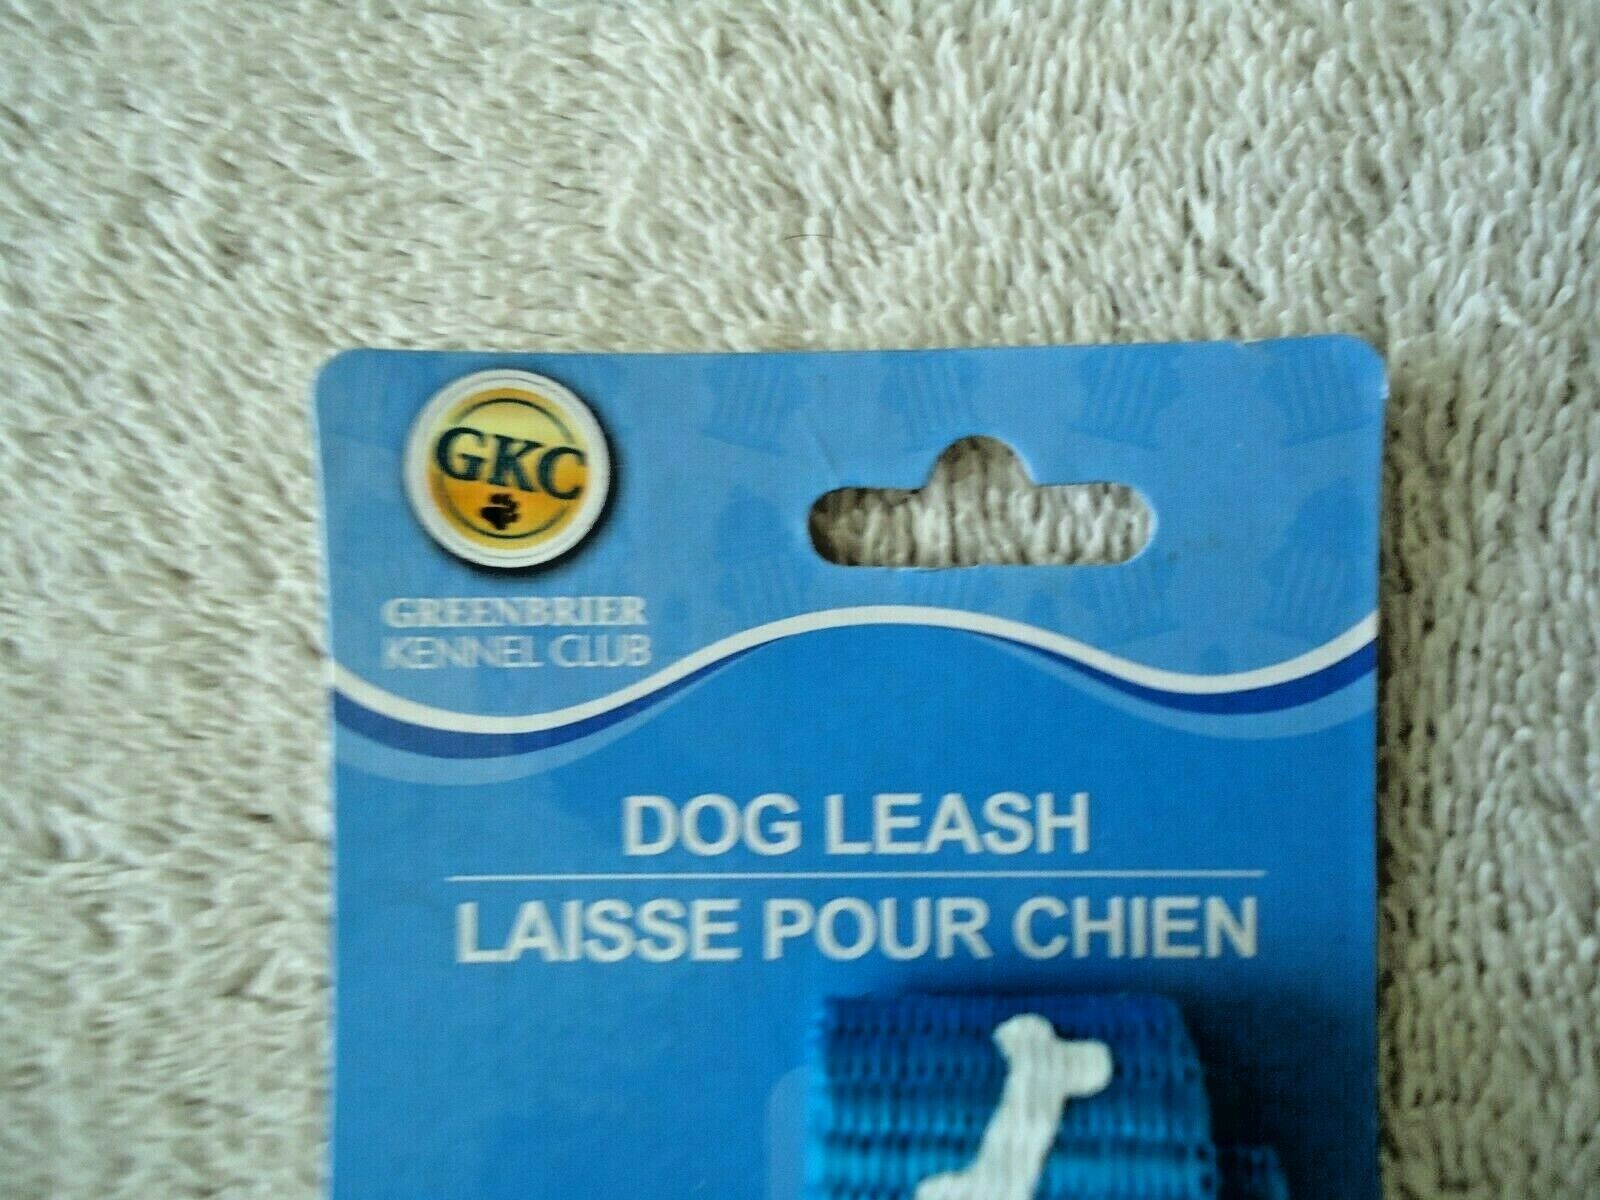 GKC
GREENBRIER
KENNEL CLUB
DOG LEASH
LAISSE POUR CHIEN